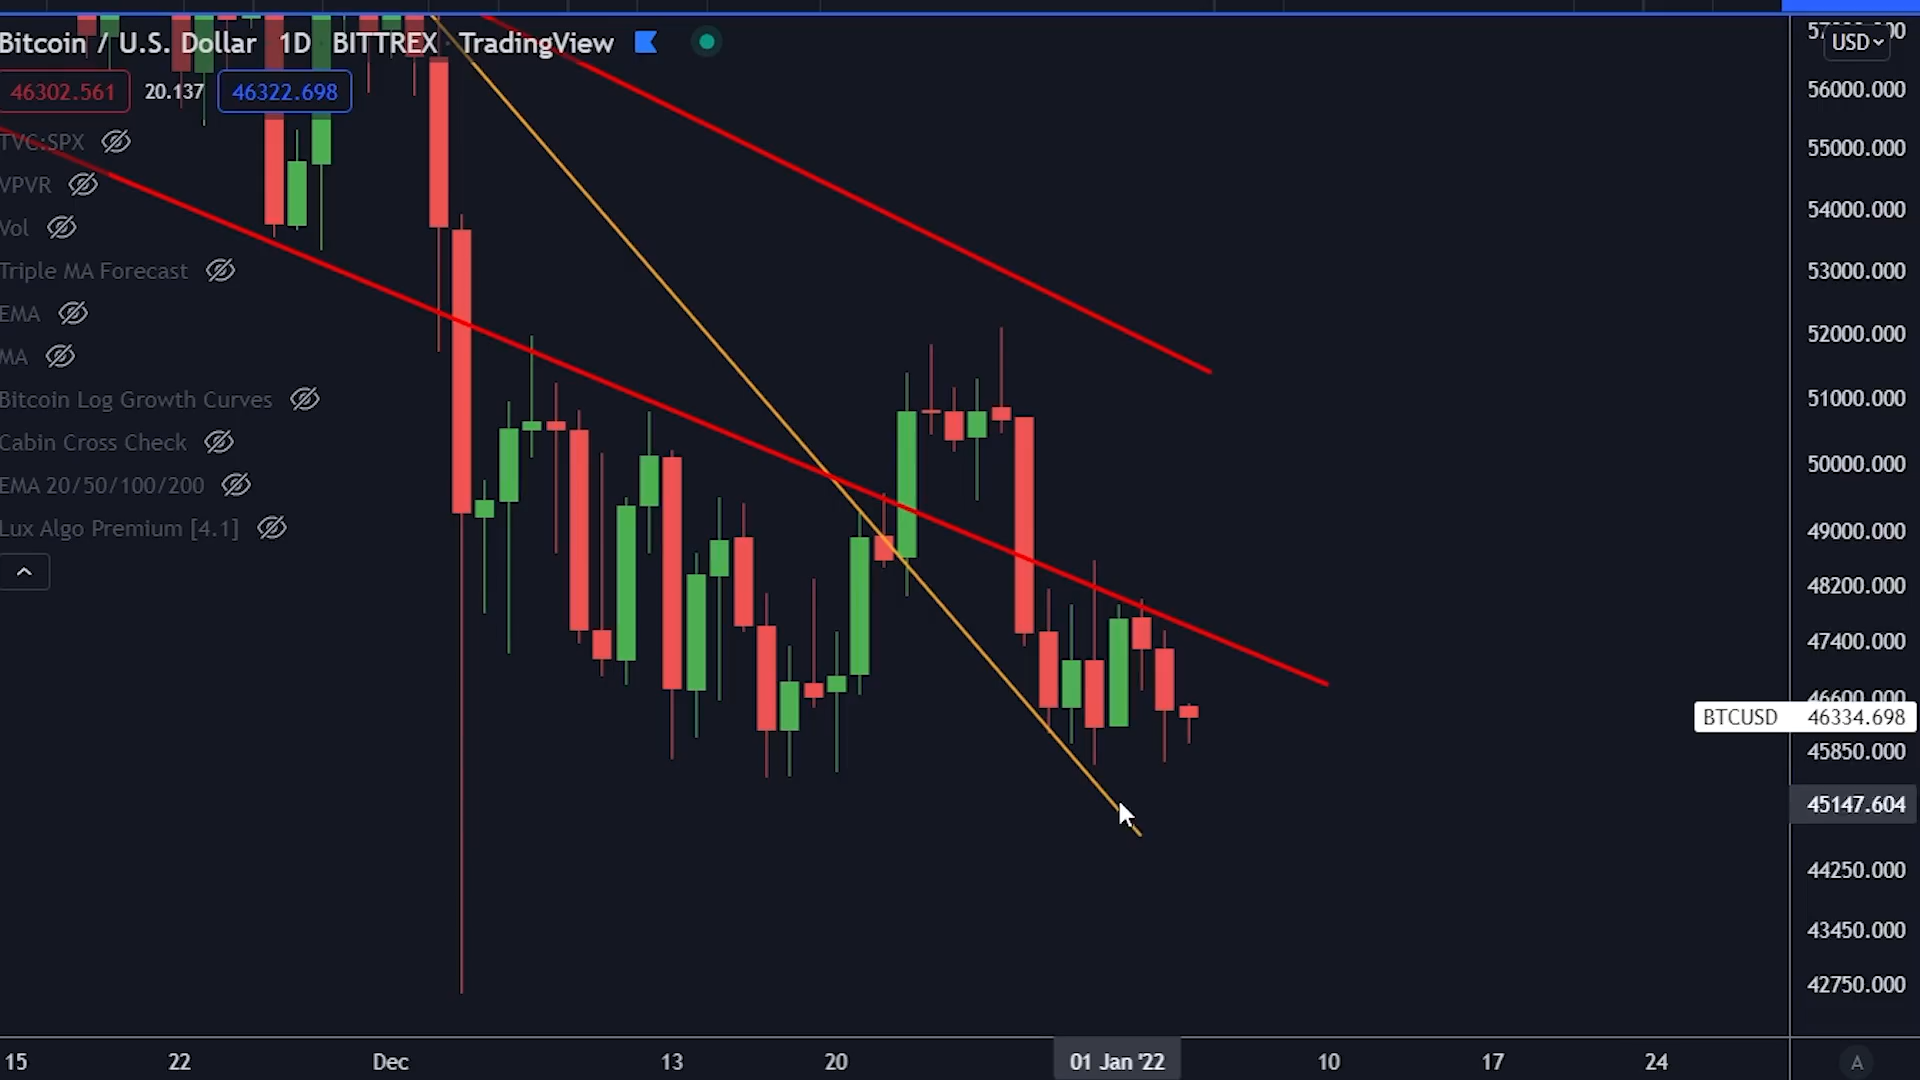 Bitcoin / U.S. Dollar 1D BITTREX TradingView
46302.561 20.137 46322.698
TVC:SPX
VPVR
Vol
Triple MA Forecast
EMA
MA
Bitcoin Log Growth Curves
Cabin Cross Check
EMA 20/50/100/200
Lux Algo Premium [4.1]
USD
56000.000
55000.000
54000.000
53000.000
52000.000
51000.000
50000.000
49000.000
48200.000
47400.000
46600.000
BTCUSD 46334.698
45850.000
45147.604
44250.000
43450.000
42750.000
15 22 Dec 13 20 01 Jan '22 10 17 24 A